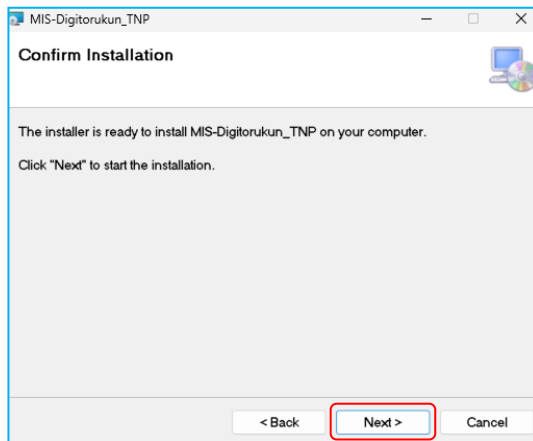 MIS-Digitorukun_TNP
Confirm Installation
The installer is ready to install MIS-Digitorukun_TNP on your computer.
Click "Next" to start the installation.
< Back
Next >
Cancel